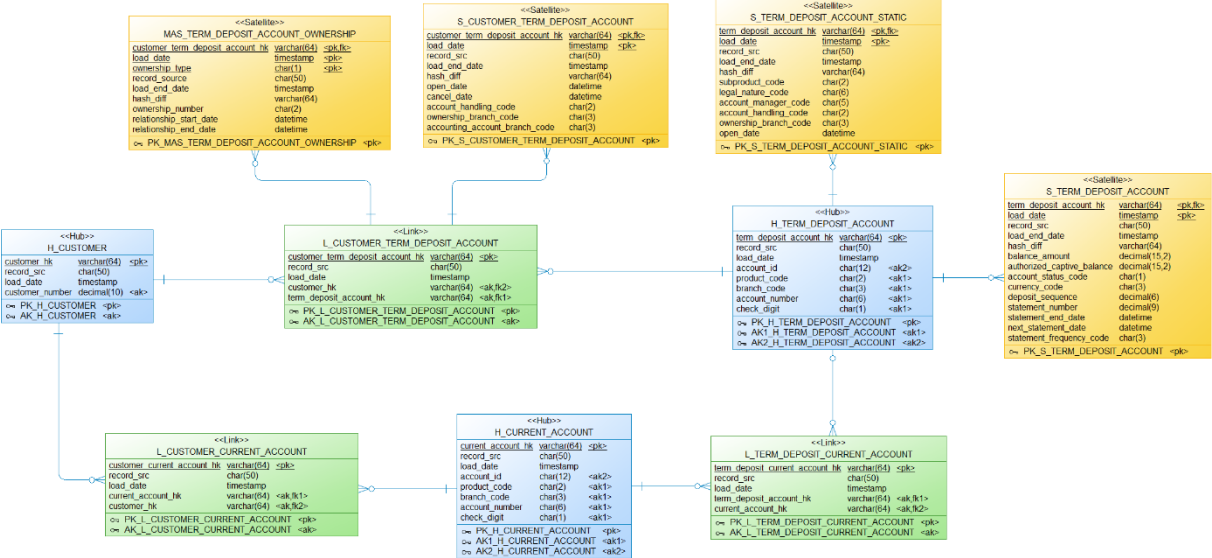 <<Satellite>>
MAS_TERM_DEPOSIT_ACCOUNT_OWNERSHIP
customer_term_deposit_account_hk varchar(64) <pk,fk>
load_date timestamp <pk>
ownership_type char(1) <pk>
record_source char(50)
load_end_date timestamp
hash_diff varchar(64)
ownership_number char(2)
relationship_start_date datetime
relationship_end_date datetime
PK_MAS_TERM_DEPOSIT_ACCOUNT_OWNERSHIP <pk>
<<Satellite>>
S_CUSTOMER_TERM_DEPOSIT_ACCOUNT
customer_term_deposit_account_hk varchar(64) <pk,fk>
load_date timestamp <pk>
record_src char(50)
load_end_date timestamp
hash_diff varchar(64)
open_date datetime
cancel_date datetime
account_handling_code char(2)
ownership_branch_code char(3)
accounting_account_branch_code char(3)
PK_S_CUSTOMER_TERM_DEPOSIT_ACCOUNT <pk>
<<Satellite>>
S_TERM_DEPOSIT_ACCOUNT_STATIC
term_deposit_account_hk varchar(64) <pk,fk>
load_date timestamp <pk>
record_src char(50)
load_end_date timestamp
hash_diff varchar(64)
subproduct_code char(2)
legal_nature_code char(6)
account_manager_code char(5)
account_handling_code char(2)
ownership_branch_code char(3)
open_date datetime
PK_S_TERM_DEPOSIT_ACCOUNT_STATIC <pk>
<<Satellite>>
S_TERM_DEPOSIT_ACCOUNT
term_deposit_account_hk varchar(64) <pk,fk>
load_date timestamp <pk>
record_src char(50)
load_end_date timestamp
hash_diff varchar(64)
balance_amount decimal(15,2)
authorized_captive_balance decimal(15,2)
account_status_code char(1)
currency_code char(3)
deposit_sequence decimal(6)
statement_number decimal(9)
statement_end_date datetime
next_statement_date datetime
statement_frequency_code char(3)
PK_S_TERM_DEPOSIT_ACCOUNT <pk>
<<Hub>>
H_CUSTOMER
customer_hk varchar(64) <pk>
record_src char(50)
load_date timestamp
customer_number decimal(10) <ak>
PK_H_CUSTOMER <pk>
AK_H_CUSTOMER <ak>
<<Link>>
L_CUSTOMER_TERM_DEPOSIT_ACCOUNT
customer_term_deposit_account_hk varchar(64) <pk>
record_src char(50)
load_date timestamp
customer_hk varchar(64) <ak,fk2>
term_deposit_account_hk varchar(64) <ak,fk1>
PK_L_CUSTOMER_TERM_DEPOSIT_ACCOUNT <pk>
AK_L_CUSTOMER_TERM_DEPOSIT_ACCOUNT <ak>
<<Hub>>
H_TERM_DEPOSIT_ACCOUNT
term_deposit_account_hk varchar(64) <pk>
record_src char(50)
load_date timestamp
account_id char(12) <ak2>
product_code char(2) <ak1>
branch_code char(3) <ak1>
account_number char(6) <ak1>
check_digit char(1) <ak1>
PK_H_TERM_DEPOSIT_ACCOUNT <pk>
AK1_H_TERM_DEPOSIT_ACCOUNT <ak1>
AK2_H_TERM_DEPOSIT_ACCOUNT <ak2>
<<Link>>
L_CUSTOMER_CURRENT_ACCOUNT
customer_current_account_hk varchar(64) <pk>
record_src char(50)
load_date timestamp
current_account_hk varchar(64) <ak,fk1>
customer_hk varchar(64) <ak,fk2>
PK_L_CUSTOMER_CURRENT_ACCOUNT <pk>
AK_L_CUSTOMER_CURRENT_ACCOUNT <ak>
<<Hub>>
H_CURRENT_ACCOUNT
current_account_hk varchar(64) <pk>
record_src char(50)
load_date timestamp
account_id char(12) <ak2>
product_code char(2) <ak1>
branch_code char(3) <ak1>
account_number char(6) <ak1>
check_digit char(1) <ak1>
PK_H_CURRENT_ACCOUNT <pk>
AK1_H_CURRENT_ACCOUNT <ak1>
AK2_H_CURRENT_ACCOUNT <ak2>
<<Link>>
L_TERM_DEPOSIT_CURRENT_ACCOUNT
term_deposit_current_account_hk varchar(64) <pk>
record_src char(50)
load_date timestamp
term_deposit_account_hk varchar(64) <ak,fk1>
current_account_hk varchar(64) <ak,fk2>
PK_L_TERM_DEPOSIT_CURRENT_ACCOUNT <pk>
AK_L_TERM_DEPOSIT_CURRENT_ACCOUNT <ak>